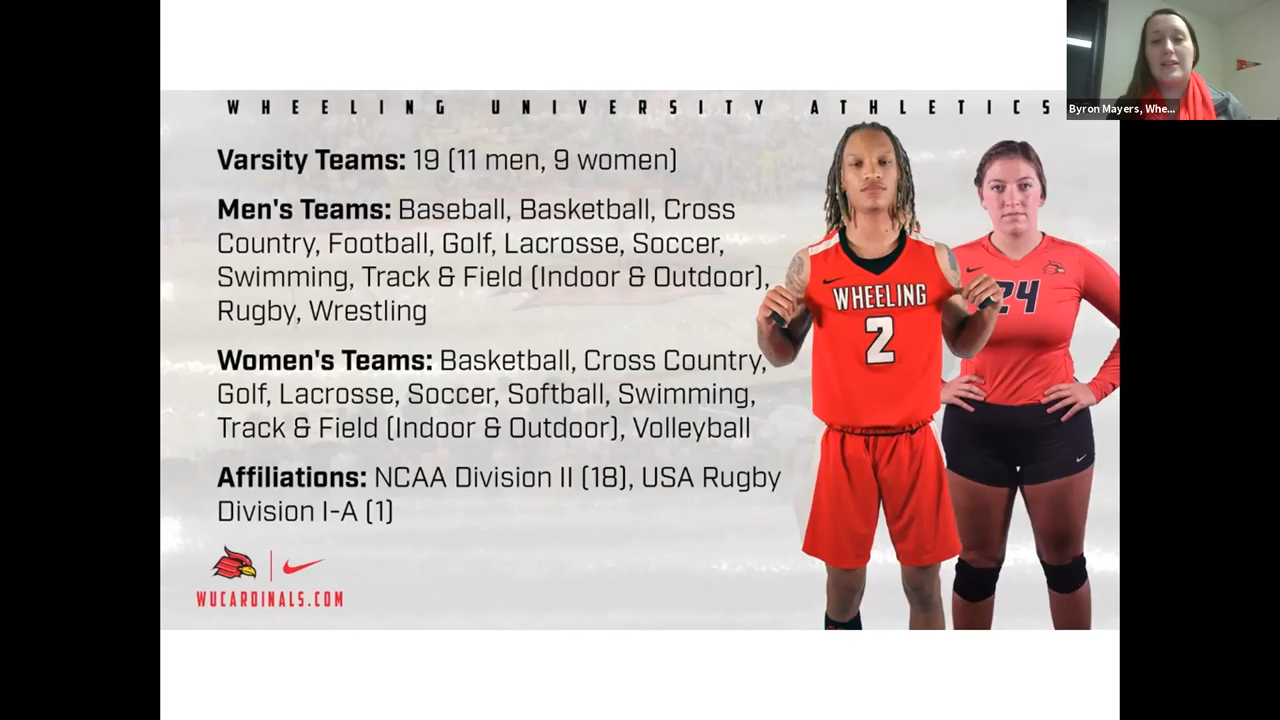 WHEELING UNIVERSITY ATHLETICS
Byron Mayers, Whe...
Varsity Teams: 19 (11 men, 9 women)
Men's Teams: Baseball, Basketball, Cross
Country, Football, Golf, Lacrosse, Soccer,
Swimming, Track & Field (Indoor & Outdoor),
Rugby, Wrestling
Women's Teams: Basketball, Cross Country,
Golf, Lacrosse, Soccer, Softball, Swimming,
Track & Field (Indoor & Outdoor), Volleyball
Affiliations: NCAA Division II (18), USA Rugby
Division I-A (1)
WUCARDINALS.COM
WHEELING
2
24